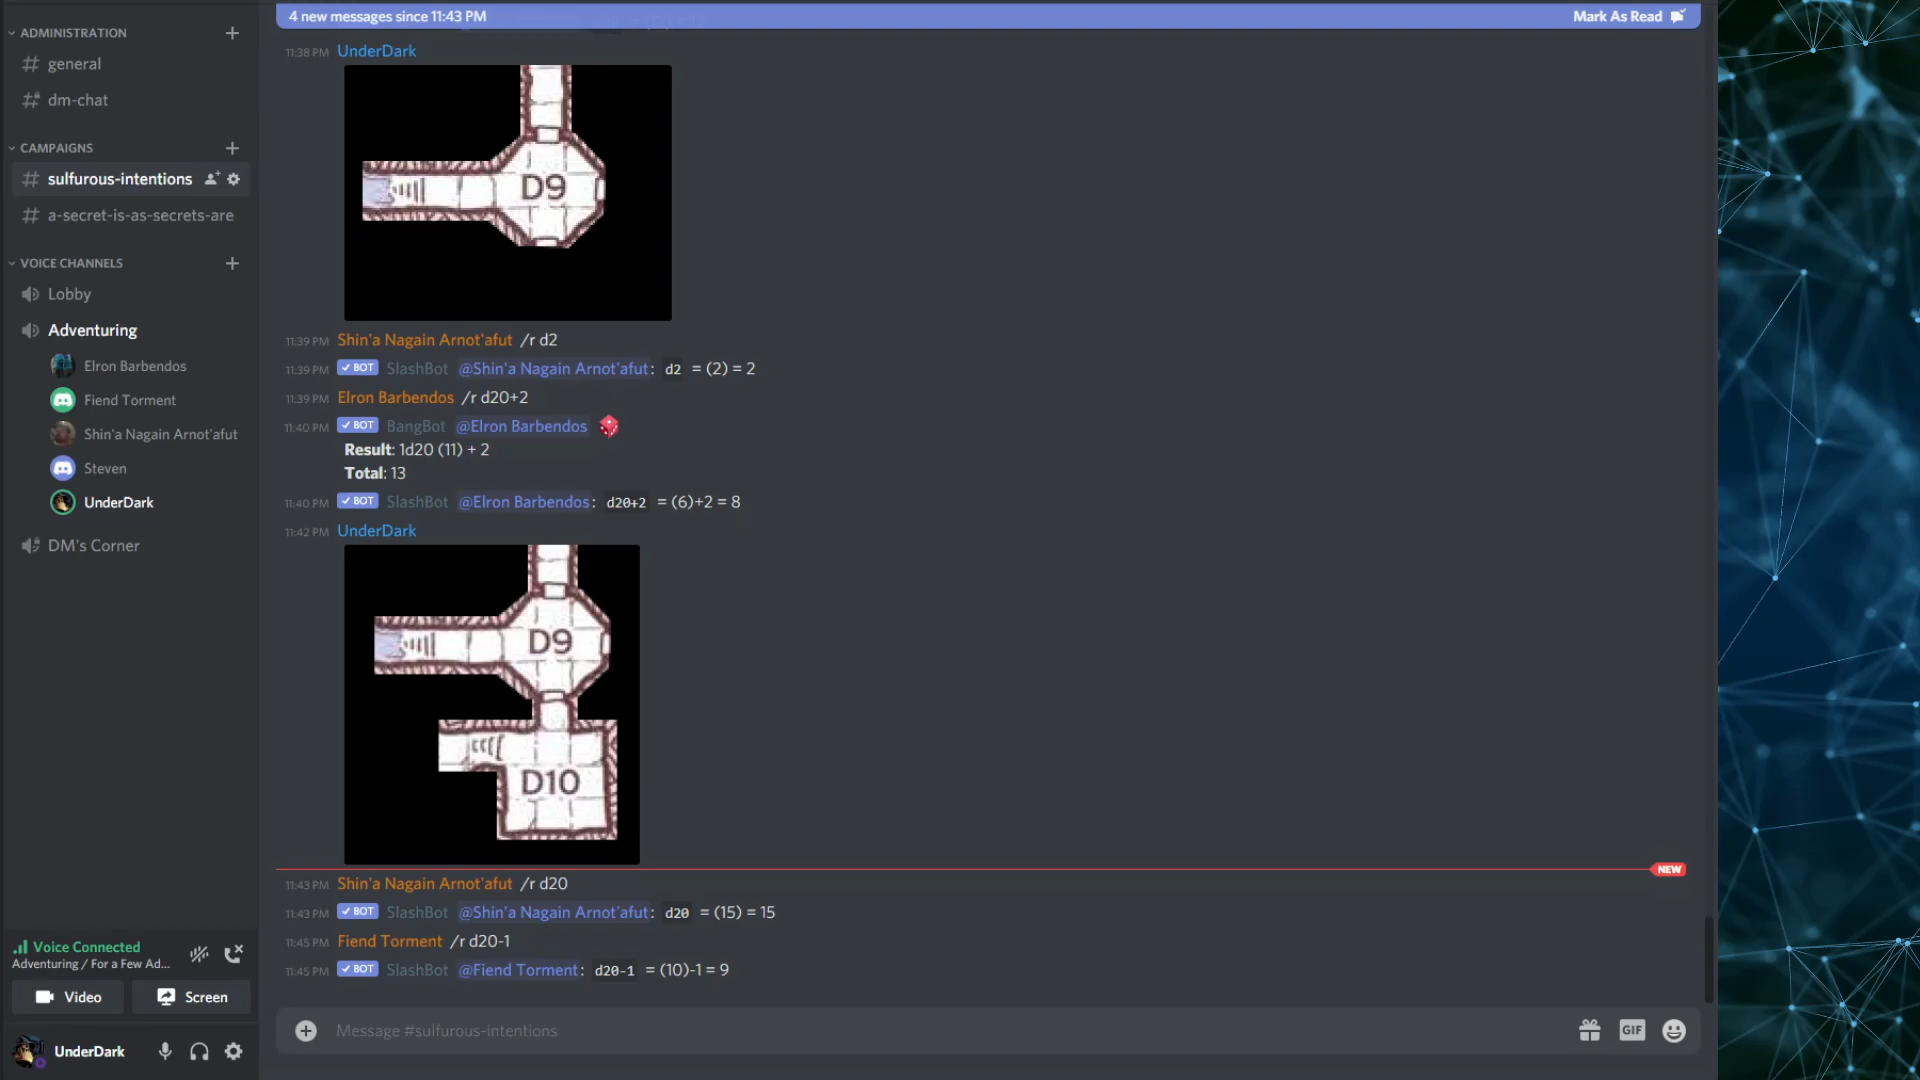 4 new messages since 11:43 PM
Mark As Read
ADMINISTRATION
general
dm-chat
CAMPAIGNS
sulfurous-intentions
a-secret-is-as-secrets-are
VOICE CHANNELS
Lobby
Adventuring
Elron Barbendos
Fiend Torment
Shin'a Nagain Arnot'afut
Steven
UnderDark
DM's Corner
Voice Connected
Adventuring / For a Few Ad...
Video
Screen
UnderDark
11:38 PM UnderDark
D9
11:39 PM Shin'a Nagain Arnot'afut /r d2
11:39 PM BOT SlashBot @Shin'a Nagain Arnot'afut: d2 = (2) = 2
11:39 PM Elron Barbendos /r d20+2
11:40 PM BOT BangBot @Elron Barbendos
Result: 1d20 (11) + 2
Total: 13
11:40 PM BOT SlashBot @Elron Barbendos: d20+2 = (6)+2 = 8
11:42 PM UnderDark
D9
D10
NEW
11:43 PM Shin'a Nagain Arnot'afut /r d20
11:43 PM BOT SlashBot @Shin'a Nagain Arnot'afut: d20 = (15) = 15
11:45 PM Fiend Torment /r d20-1
11:45 PM BOT SlashBot @Fiend Torment: d20-1 = (10)-1 = 9
Message #sulfurous-intentions
GIF